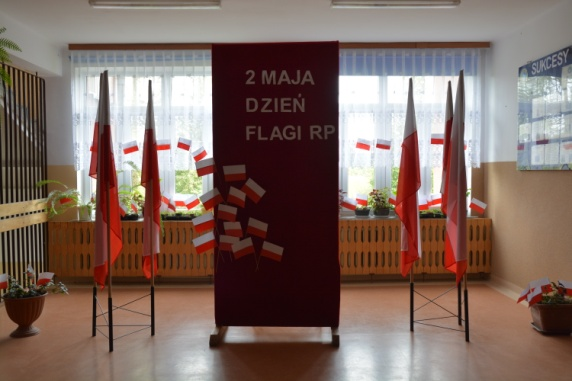 2 MAJA
DZIEŃ
FLAGI RP
SUKCESY